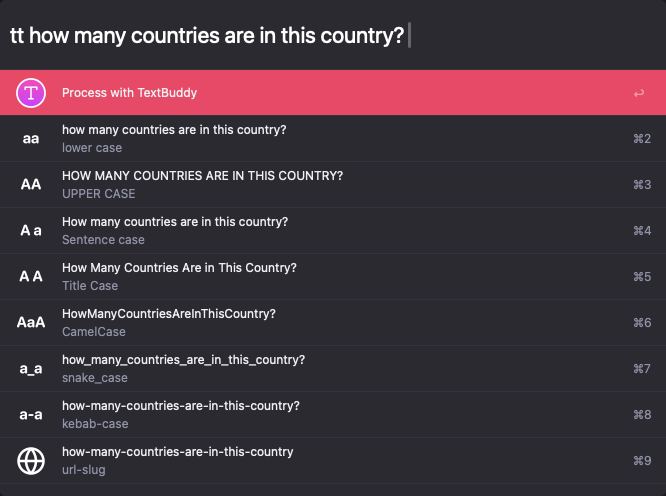 tt how many countries are in this country?
T
Process with TextBuddy
↩
aa
how many countries are in this country?
lower case
⌘2
AA
HOW MANY COUNTRIES ARE IN THIS COUNTRY?
UPPER CASE
⌘3
A a
How many countries are in this country?
Sentence case
⌘4
A A
How Many Countries Are in This Country?
Title Case
⌘5
AaA
HowManyCountriesAreInThisCountry?
CamelCase
⌘6
a_a
how_many_countries_are_in_this_country?
snake_case
⌘7
a-a
how-many-countries-are-in-this-country?
kebab-case
⌘8
how-many-countries-are-in-this-country
url-slug
⌘9